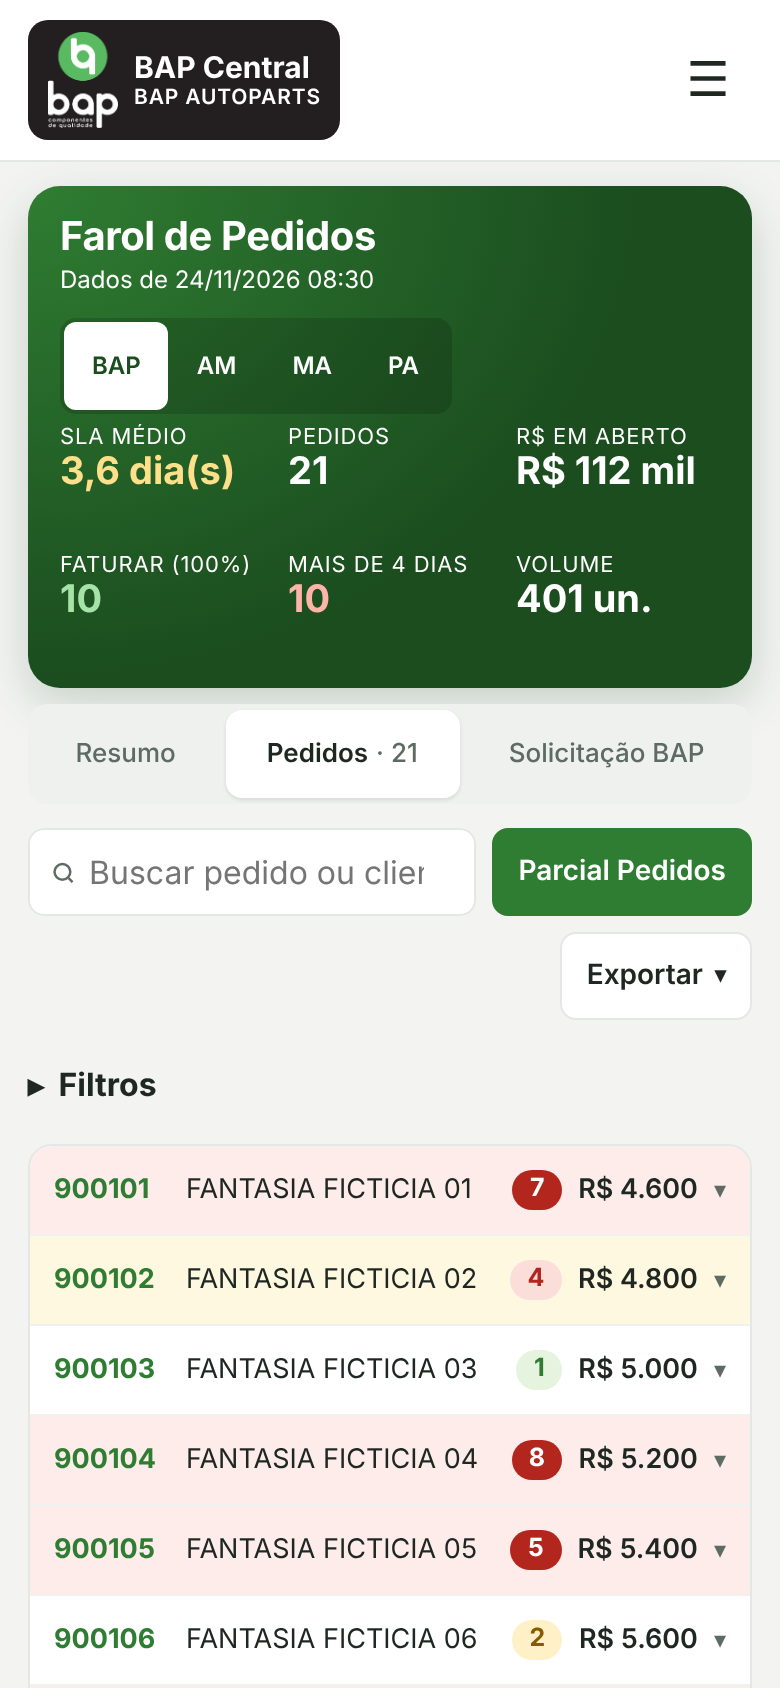 bap
componentes
de qualidade
BAP Central
BAP AUTOPARTS
☰
Farol de Pedidos
Dados de 24/11/2026 08:30
BAP AM MA PA
SLA MÉDIO PEDIDOS R$ EM ABERTO
3,6 dia(s) 21 R$ 112 mil
FATURAR (100%) MAIS DE 4 DIAS VOLUME
10 10 401 un.
Resumo Pedidos · 21 Solicitação BAP
Buscar pedido ou clier Parcial Pedidos
Exportar ▾
▸ Filtros
900101 FANTASIA FICTICIA 01 7 R$ 4.600 ▾
900102 FANTASIA FICTICIA 02 4 R$ 4.800 ▾
900103 FANTASIA FICTICIA 03 1 R$ 5.000 ▾
900104 FANTASIA FICTICIA 04 8 R$ 5.200 ▾
900105 FANTASIA FICTICIA 05 5 R$ 5.400 ▾
900106 FANTASIA FICTICIA 06 2 R$ 5.600 ▾